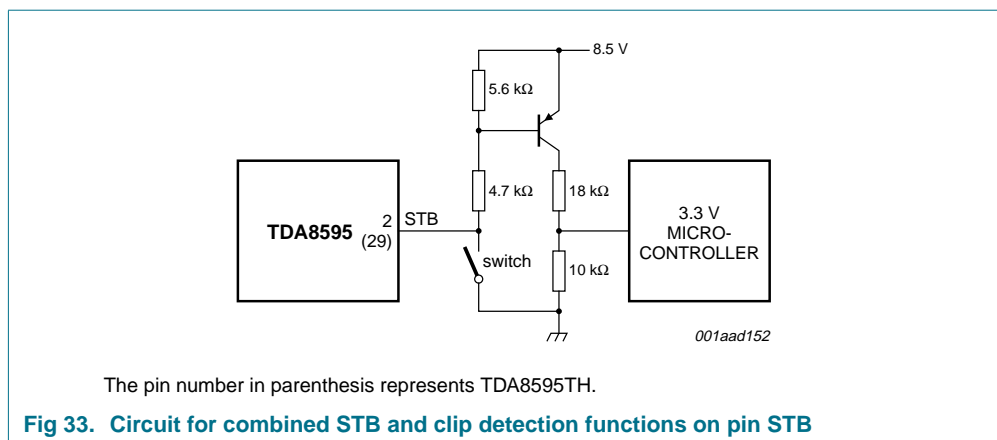 8.5 V
5.6 kΩ
4.7 kΩ
18 kΩ
TDA8595
2
(29)
STB
switch
10 kΩ
3.3 V
MICRO-
CONTROLLER
001aad152
The pin number in parenthesis represents TDA8595TH.
Fig 33. Circuit for combined STB and clip detection functions on pin STB